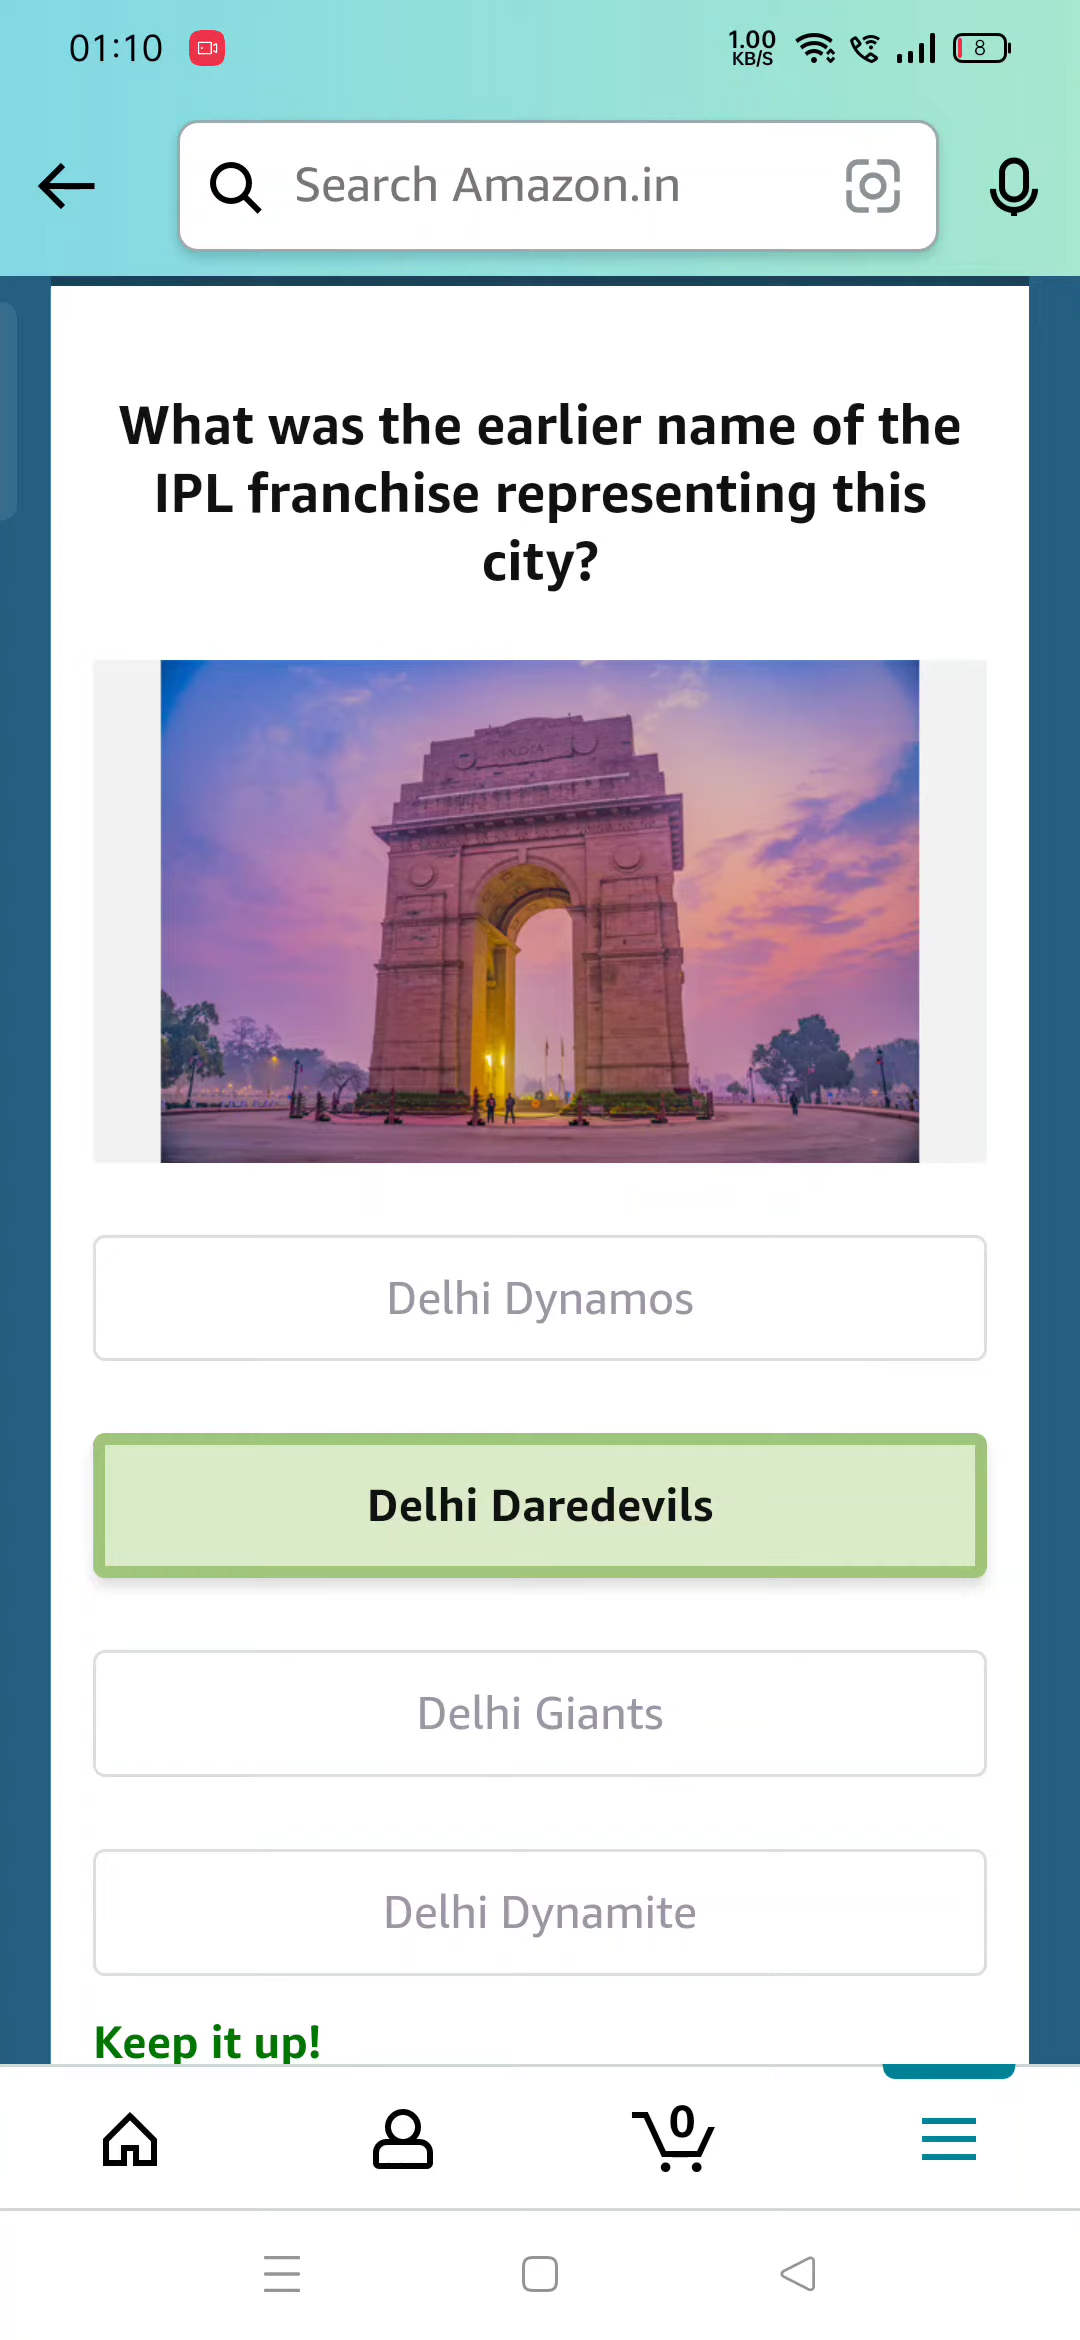 01:10
1.00
KB/S
8
Search Amazon.in
What was the earlier name of the
IPL franchise representing this
city?
INDIA
Delhi Dynamos
Delhi Daredevils
Delhi Giants
Delhi Dynamite
Keep it up!
0